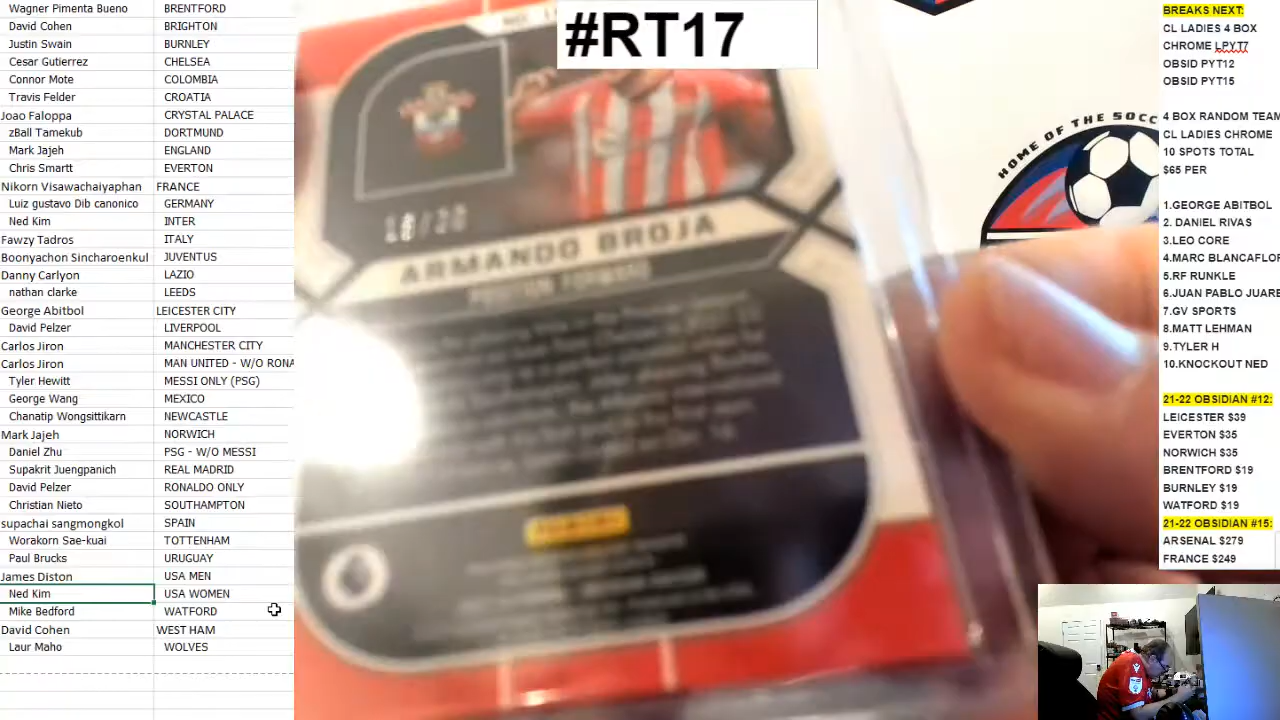 Wagner Pimenta Bueno BRENTFORD
David Cohen BRIGHTON
Justin Swain BURNLEY
Cesar Gutierrez CHELSEA
Connor Mote COLOMBIA
Travis Felder CROATIA
Joao Faloppa CRYSTAL PALACE
zBall Tamekub DORTMUND
Mark Jajeh ENGLAND
Chris Smartt EVERTON
Nikorn Visawachaiyaphan FRANCE
Luiz gustavo Dib canonico GERMANY
Ned Kim INTER
Fawzy Tadros ITALY
Boonyachon Sincharoenkul JUVENTUS
Danny Carlyon LAZIO
nathan clarke LEEDS
George Abitbol LEICESTER CITY
David Pelzer LIVERPOOL
Carlos Jiron MANCHESTER CITY
Carlos Jiron MAN UNITED - W/O RONA
Tyler Hewitt MESSI ONLY (PSG)
George Wang MEXICO
Chanatip Wongsittikarn NEWCASTLE
Mark Jajeh NORWICH
Daniel Zhu PSG - W/O MESSI
Supakrit Juengpanich REAL MADRID
David Pelzer RONALDO ONLY
Christian Nieto SOUTHAMPTON
supachai sangmongkol SPAIN
Worakorn Sae-kuai TOTTENHAM
Paul Brucks URUGUAY
James Diston USA MEN
Ned Kim USA WOMEN
Mike Bedford WATFORD
David Cohen WEST HAM
Laur Maho WOLVES
#RT17
18/20
ARMANDO BROJA
POSITION FORWARD
PANINI
HOME OF THE SOCC
BREAKS NEXT:
CL LADIES 4 BOX
CHROME LPYT7
OBSID PYT12
OBSID PYT15
4 BOX RANDOM TEAM
CL LADIES CHROME
10 SPOTS TOTAL
$65 PER
1.GEORGE ABITBOL
2. DANIEL RIVAS
3.LEO CORE
4.MARC BLANCAFLOR
5.RF RUNKLE
6.JUAN PABLO JUARE
7.GV SPORTS
8.MATT LEHMAN
9.TYLER H
10.KNOCKOUT NED
21-22 OBSIDIAN #12:
LEICESTER $39
EVERTON $35
NORWICH $35
BRENTFORD $19
BURNLEY $19
WATFORD $19
21-22 OBSIDIAN #15:
ARSENAL $279
FRANCE $249